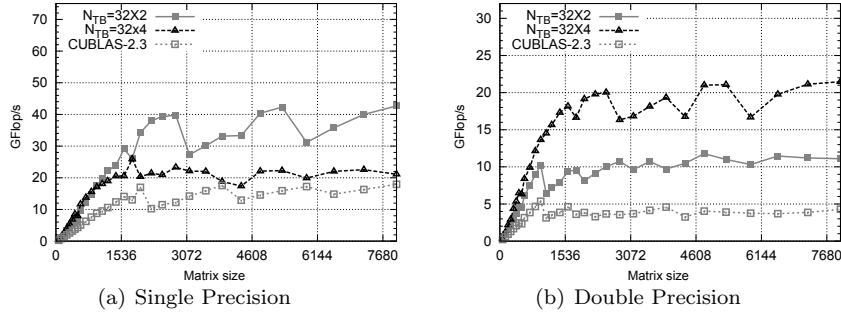 70
60
50
40
30
20
10
0
GFlop/s
N_TB=32X2
N_TB=32x4
CUBLAS-2.3
0 1536 3072 4608 6144 7680
Matrix size
(a) Single Precision
30
25
20
15
10
5
0
GFlop/s
N_TB=32X2
N_TB=32X4
CUBLAS-2.3
0 1536 3072 4608 6144 7680
Matrix size
(b) Double Precision